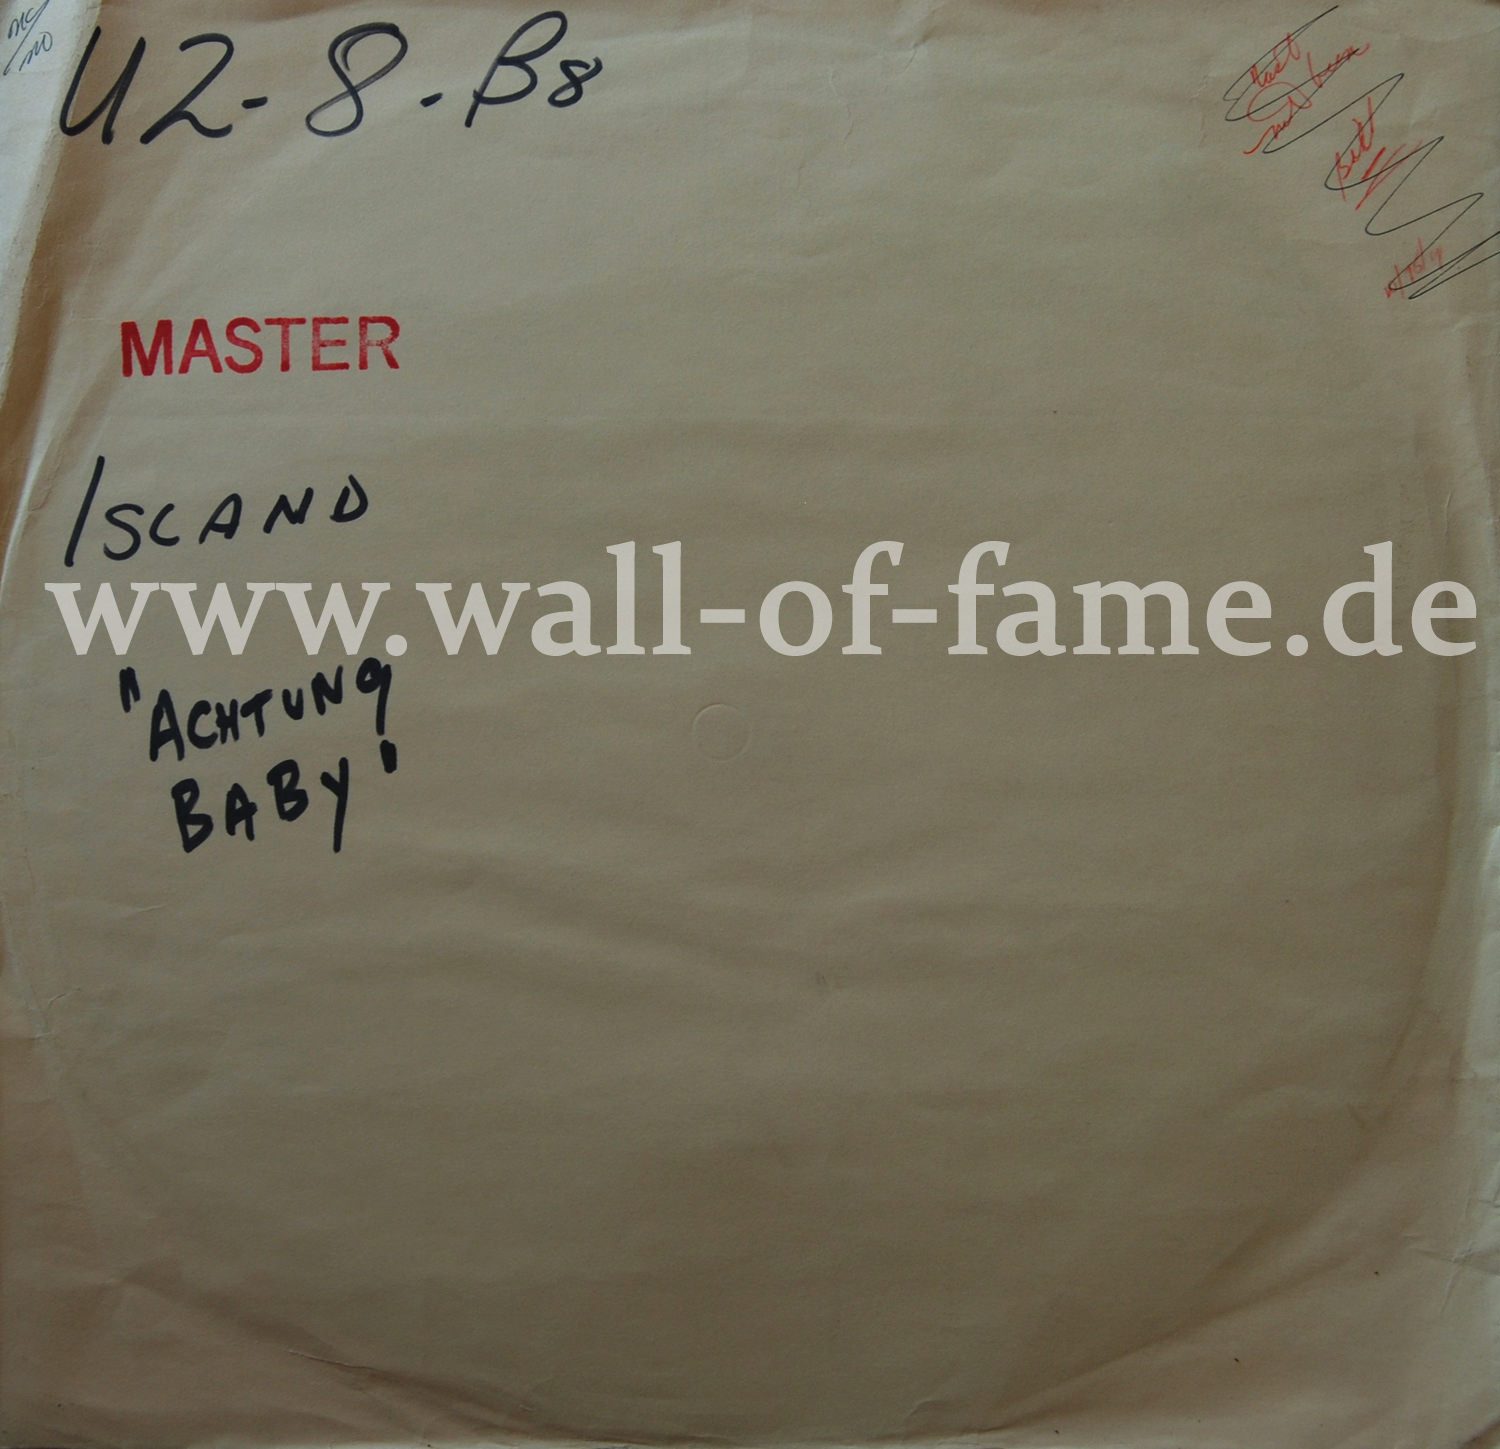 U2-8-B8
MASTER
ISLAND
www.wall-of-fame.de
"ACHTUNG
BABY"